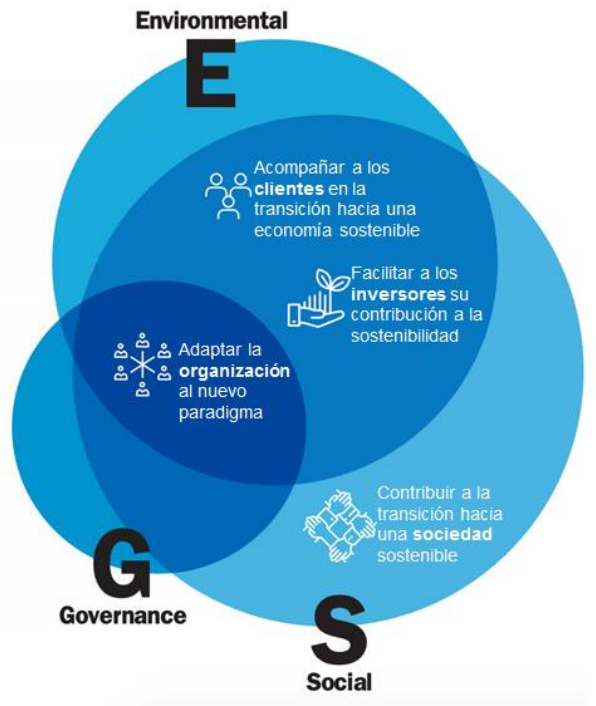 Environmental
E
Acompañar a los
clientes en la
transición hacia una
economía sostenible
Facilitar a los
inversores su
contribución a la
sostenibilidad
Adaptar la
organización
al nuevo
paradigma
Contribuir a la
transición hacia
una sociedad
sostenible
G
Governance
S
Social